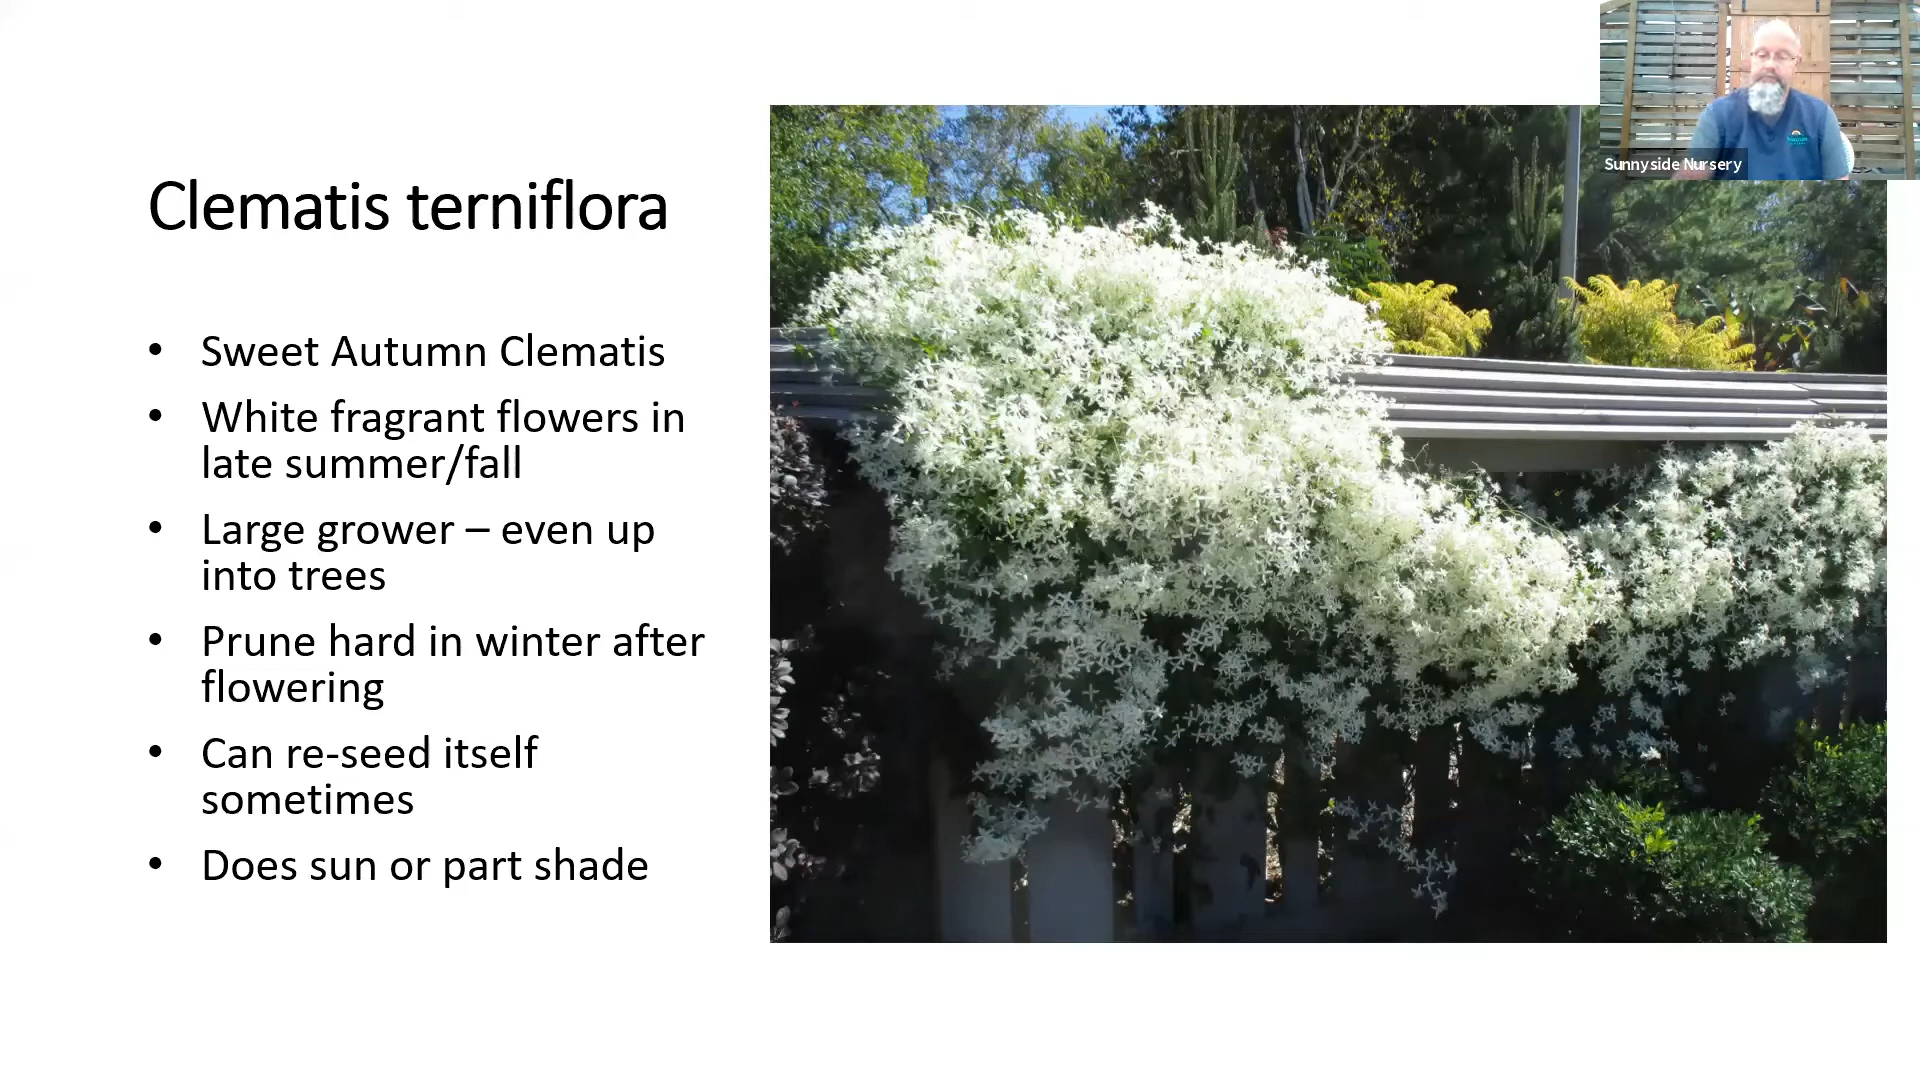 Sunnyside Nursery
Clematis terniflora
• Sweet Autumn Clematis
• White fragrant flowers in
late summer/fall
• Large grower – even up
into trees
• Prune hard in winter after
flowering
• Can re-seed itself
sometimes
• Does sun or part shade